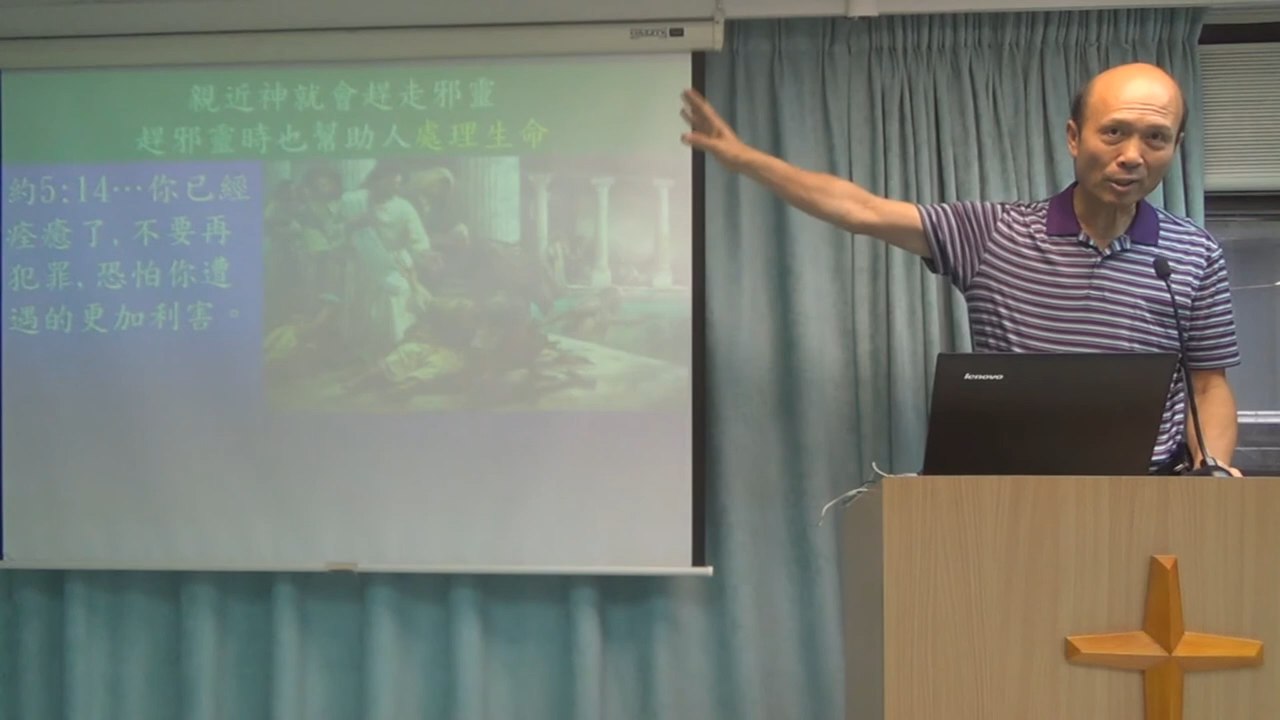 親近神就會趕走邪靈
趕邪靈時也幫助人處理生命
約5:14…你已經
痊癒了,不要再
犯罪,恐怕你遭
遇的更加利害。
lenovo